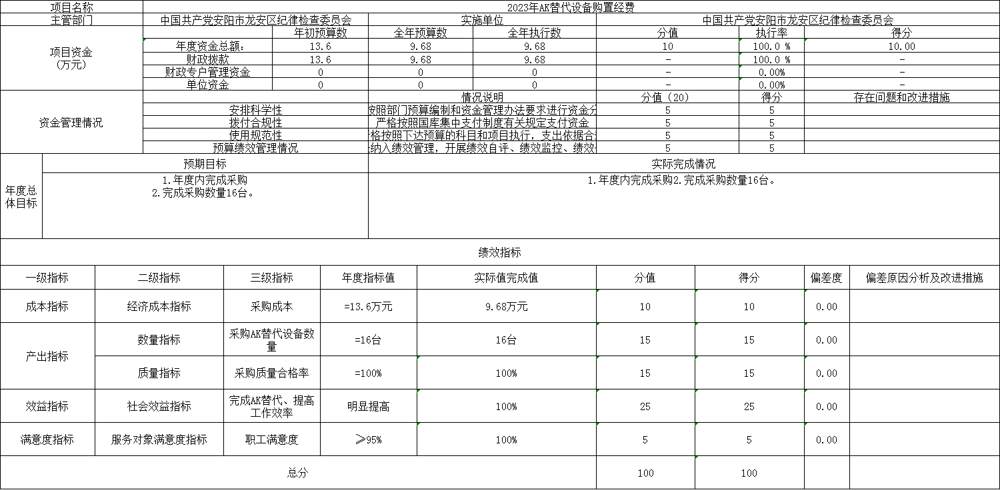 项目名称 2023年AK替代设备购置经费
主管部门 中国共产党安阳市龙安区纪律检查委员会 实施单位 中国共产党安阳市龙安区纪律检查委员会
项目资金
(万元)
年初预算数 全年预算数 全年执行数 分值 执行率 得分
年度资金总额: 13.6 9.68 9.68 10 100.0 % 10.00
财政拨款 13.6 9.68 9.68 - 100.0 % -
财政专户管理资金 0 0 0 - 0.00% -
单位资金 0 0 0 - 0.00% -
资金管理情况
情况说明 分值（20） 得分 存在问题和改进措施
安排科学性 按照部门预算编制和资金管理办法要求进行资金分 5 5
拨付合规性 严格按照国库集中支付制度有关规定支付资金 5 5
使用规范性 格按照下达预算的科目和项目执行，支出依据合 5 5
预算绩效管理情况 纳入绩效管理，开展绩效自评、绩效监控、绩效 5 5
年度总
体目标
预期目标 实际完成情况
1.年度内完成采购
2.完成采购数量16台。
1.年度内完成采购2.完成采购数量16台。
绩效指标
一级指标 二级指标 三级指标 年度指标值 实际值完成值 分值 得分 偏差度 偏差原因分析及改进措施
成本指标 经济成本指标 采购成本 =13.6万元 9.68万元 10 10 0.00
产出指标
数量指标 采购AK替代设备数
量 =16台 16台 15 15 0.00
质量指标 采购质量合格率 =100% 100% 15 15 0.00
效益指标 社会效益指标 完成AK替代、提高
工作效率 明显提高 100% 25 25 0.00
满意度指标 服务对象满意度指标 职工满意度 ≥95% 100% 5 5 0.00
总分 100 100